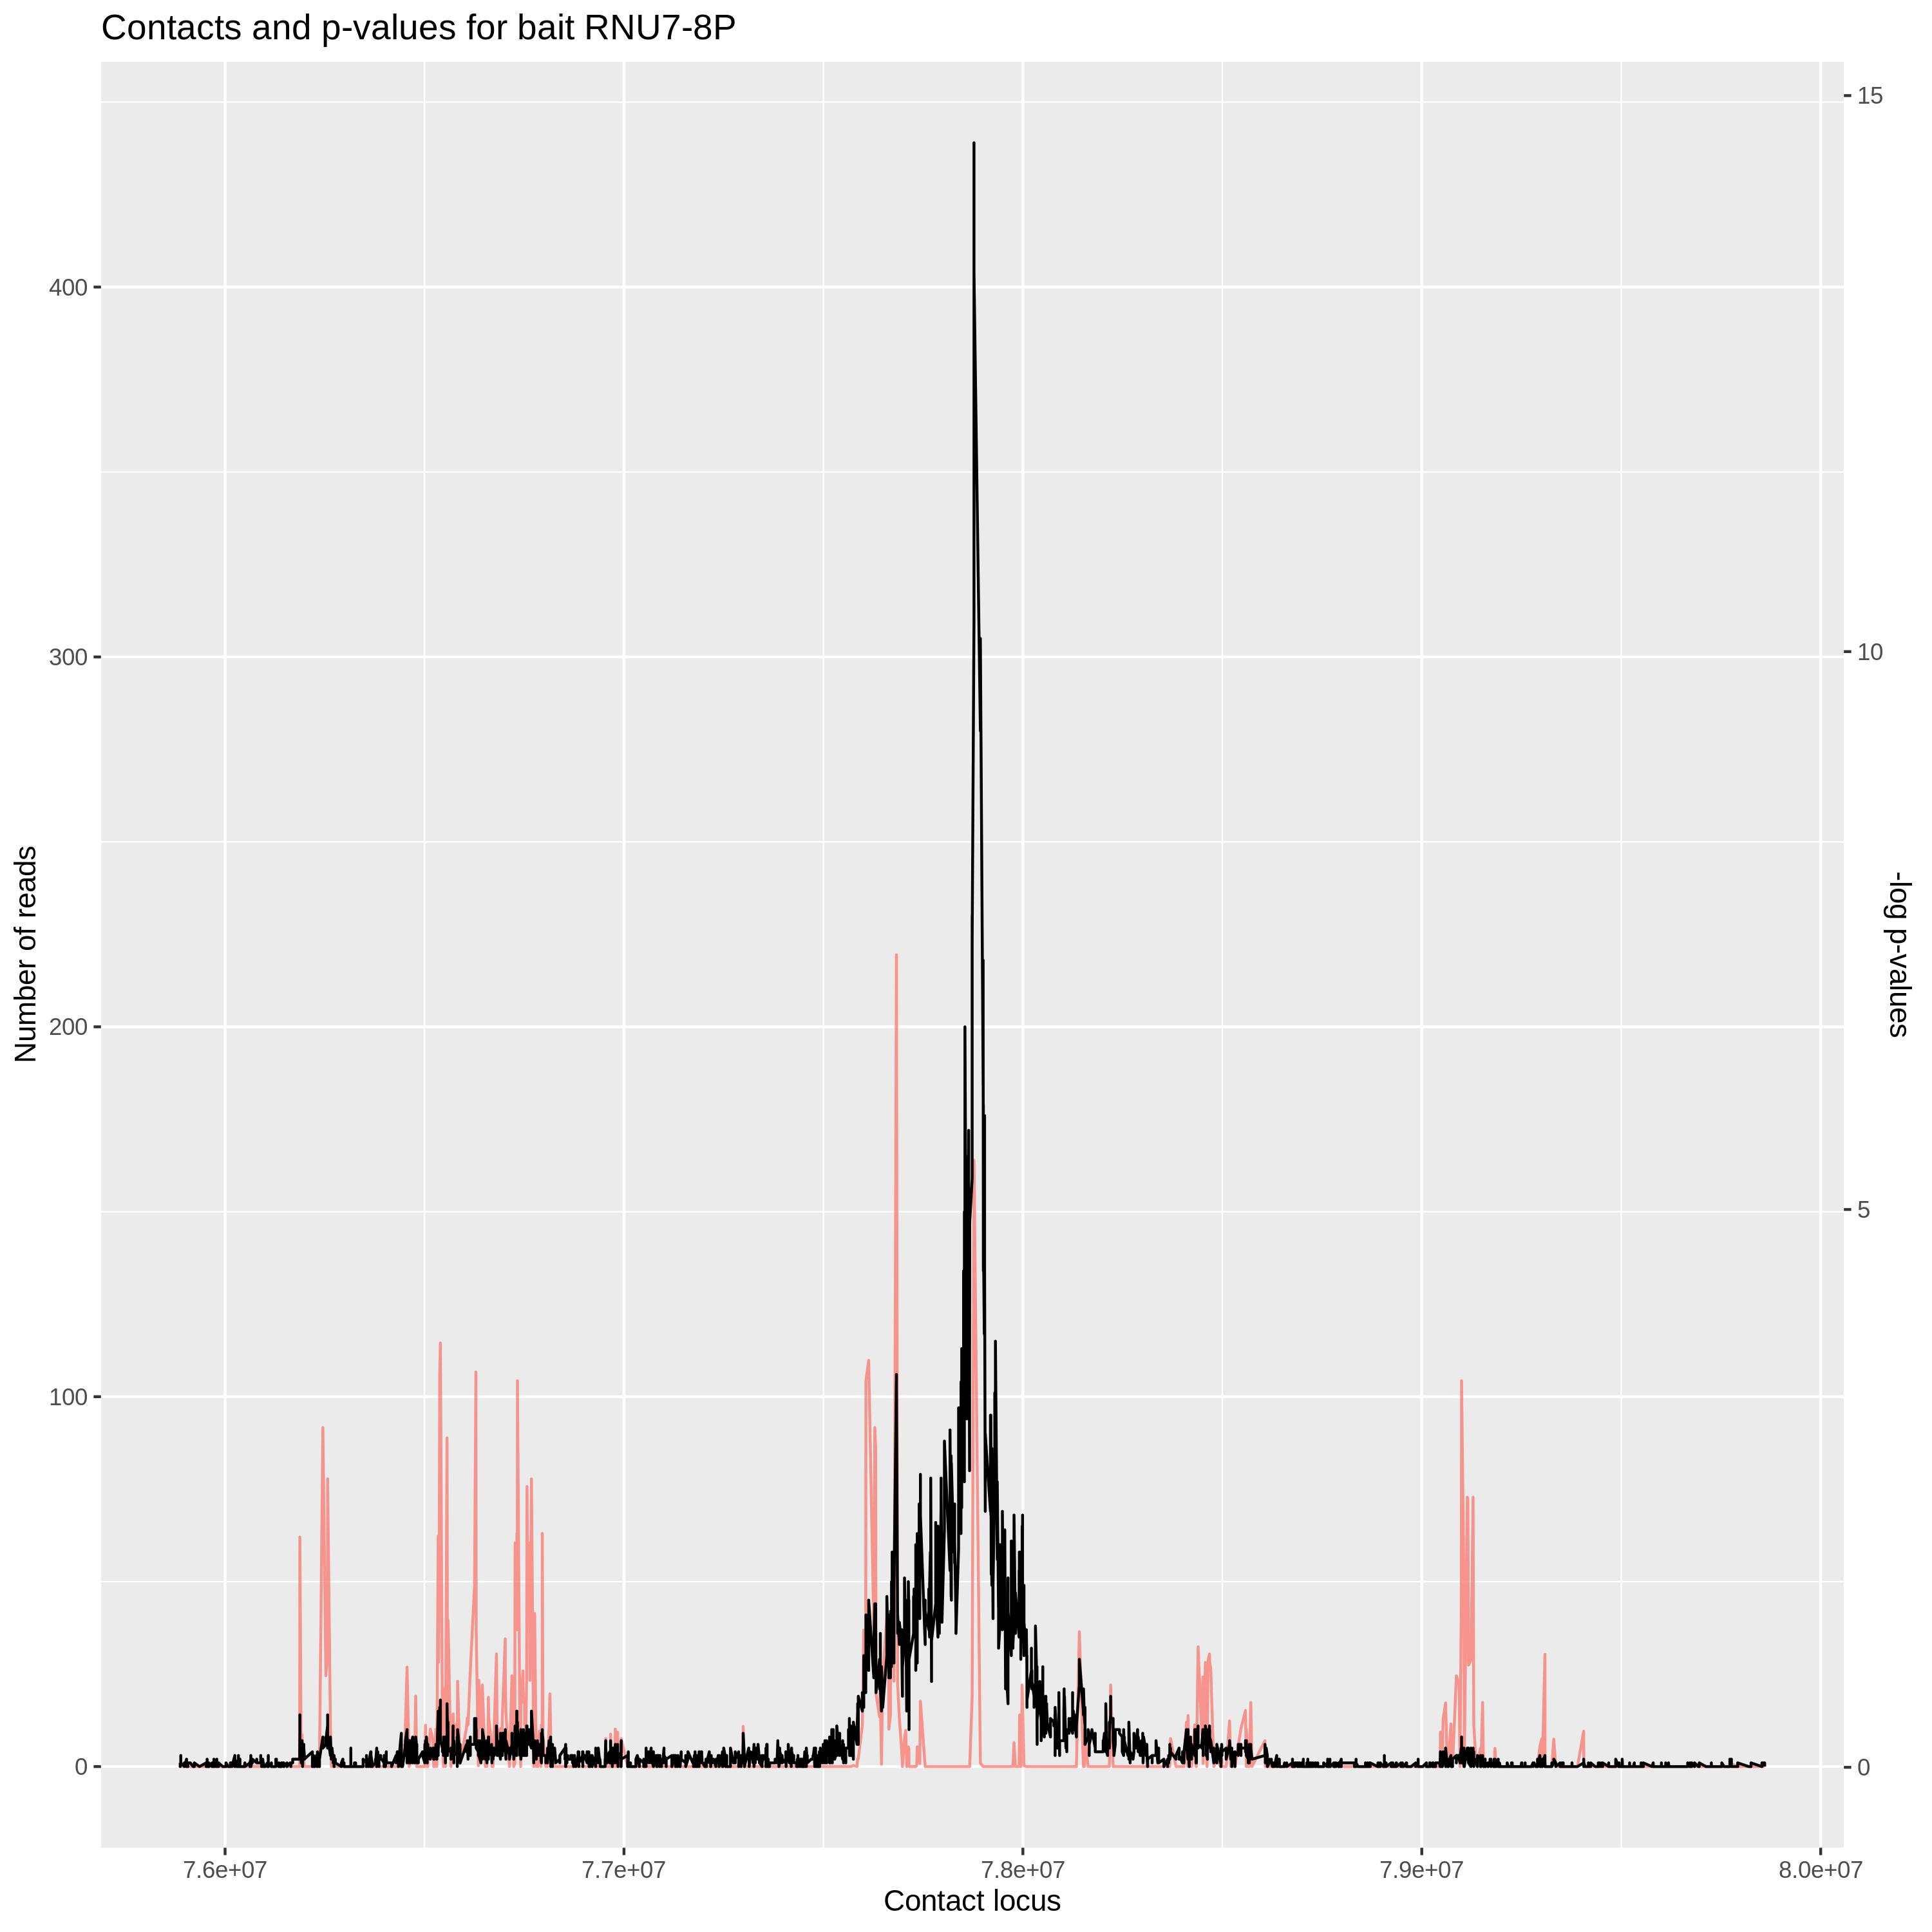 Contacts and p-values for bait RNU7-8P
15
400
300
10
Number of reads
-log p-values
200
5
100
0
0
7.6e+07
7.7e+07
7.8e+07
7.9e+07
8.0e+07
Contact locus